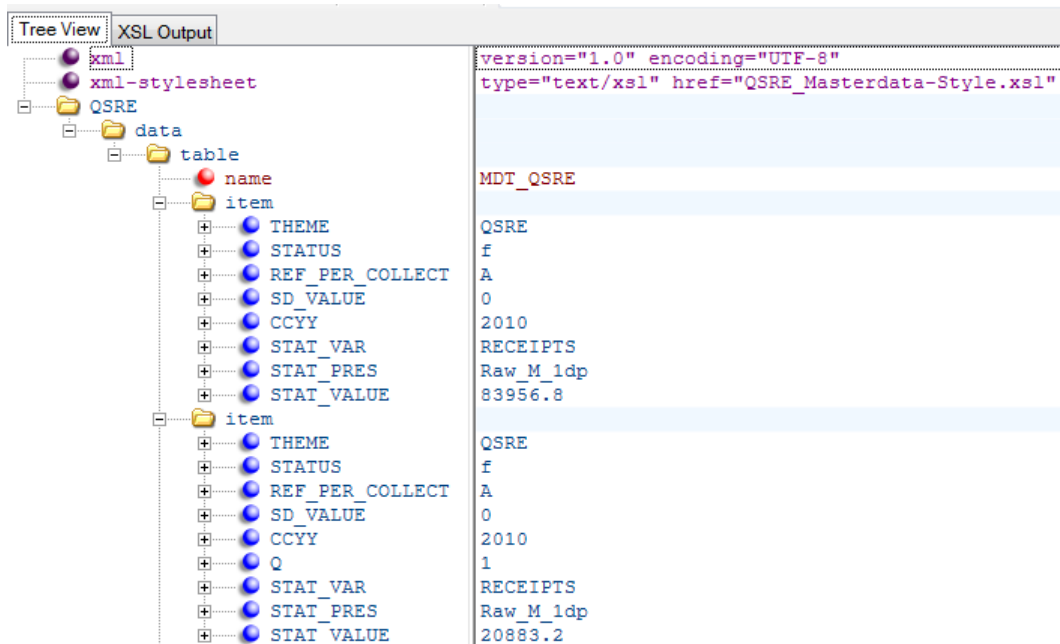 Tree View XSL Output
xml version="1.0" encoding="UTF-8"
xml-stylesheet type="text/xsl" href="QSRE_Masterdata-Style.xsl"
QSRE
data
table
name MDT_QSRE
item
THEME QSRE
STATUS f
REF_PER_COLLECT A
SD_VALUE 0
CCYY 2010
STAT_VAR RECEIPTS
STAT_PRES Raw_M_1dp
STAT_VALUE 83956.8
item
THEME QSRE
STATUS f
REF_PER_COLLECT A
SD_VALUE 0
CCYY 2010
Q 1
STAT_VAR RECEIPTS
STAT_PRES Raw_M_1dp
STAT_VALUE 20883.2